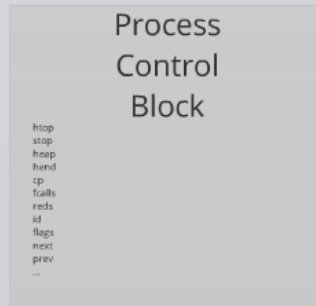 Process
Control
Block
htop
stop
heap
hend
cp
fcalls
reds
id
flags
next
prev
...